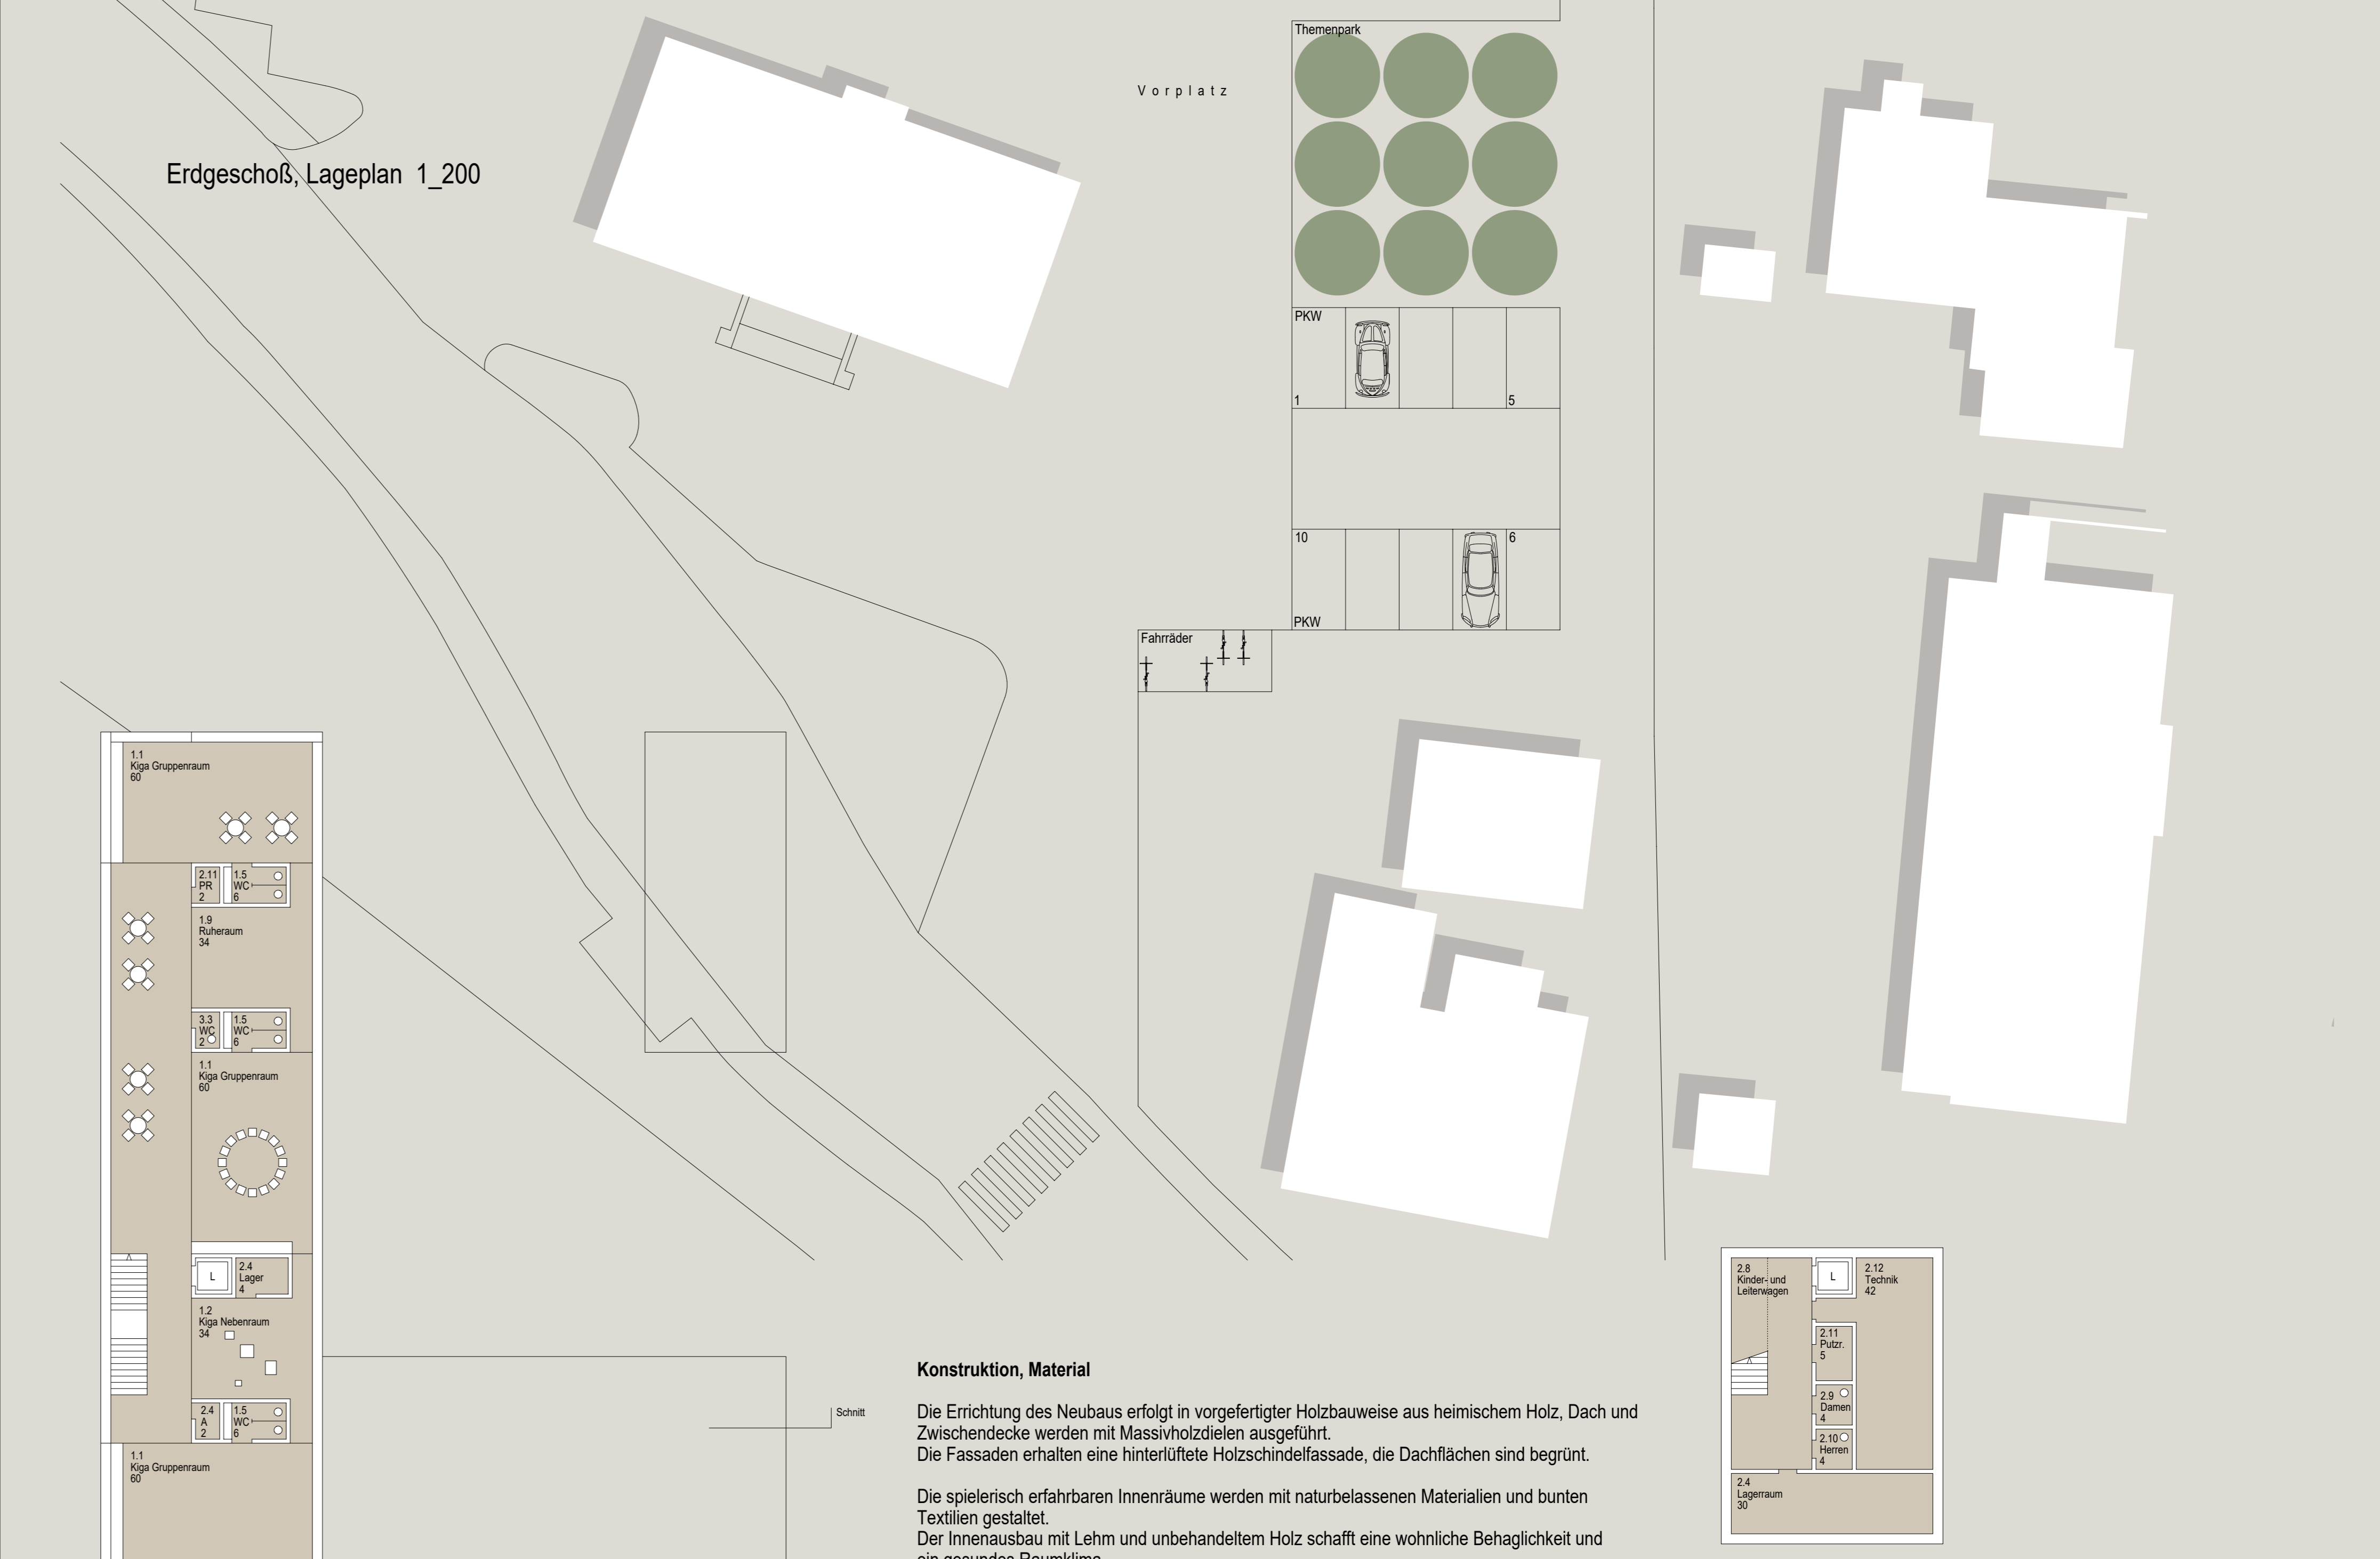 Erdgeschoß, Lageplan 1_200
Vorplatz
Themenpark
PKW
1
5
10
6
PKW
Fahrräder
1.1
Kiga Gruppenraum
60
2.11
PR
2
1.5
WC
6
1.9
Ruheraum
34
3.3
WC
2
1.5
WC
6
1.1
Kiga Gruppenraum
60
L
2.4
Lager
4
1.2
Kiga Nebenraum
34
2.4
A
2
1.5
WC
6
1.1
Kiga Gruppenraum
60
Schnitt
Konstruktion, Material
Die Errichtung des Neubaus erfolgt in vorgefertigter Holzbauweise aus heimischem Holz, Dach und
Zwischendecke werden mit Massivholzdielen ausgeführt.
Die Fassaden erhalten eine hinterlüftete Holzschindelfassade, die Dachflächen sind begrünt.
Die spielerisch erfahrbaren Innenräume werden mit naturbelassenen Materialien und bunten
Textilien gestaltet.
Der Innenausbau mit Lehm und unbehandeltem Holz schafft eine wohnliche Behaglichkeit und
ein gesundes Raumklima
2.8
Kinder- und
Leiterwagen
L
2.12
Technik
42
2.11
Putzr.
5
2.9
Damen
4
2.10
Herren
4
2.4
Lagerraum
30